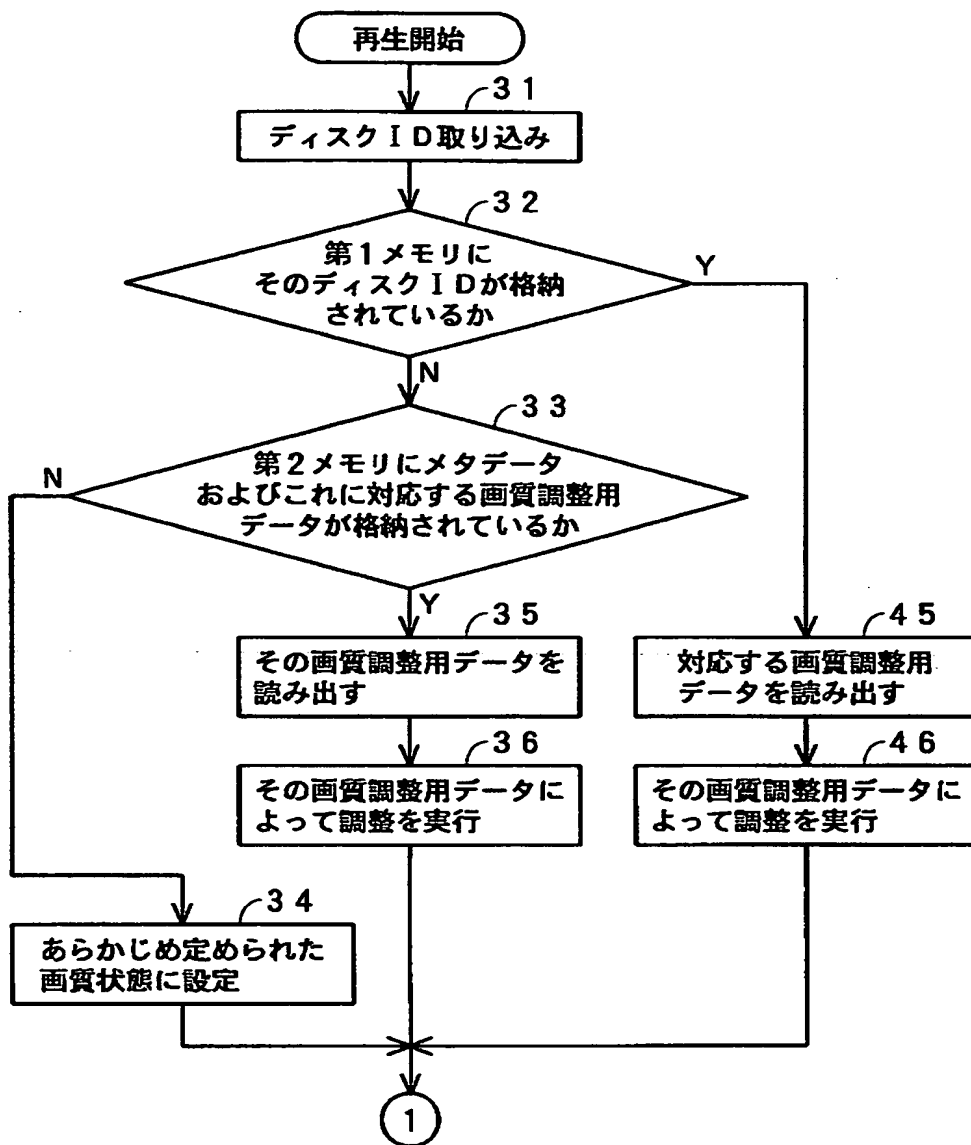 再生開始
31
ディスクID取り込み
32
第1メモリに
そのディスクIDが格納
されているか
Y
N
33
第2メモリにメタデータ
およびこれに対応する画質調整用
データが格納されているか
N
Y
35
その画質調整用データを
読み出す
45
対応する画質調整用
データを読み出す
36
その画質調整用データに
よって調整を実行
46
その画質調整用データに
よって調整を実行
34
あらかじめ定められた
画質状態に設定
1